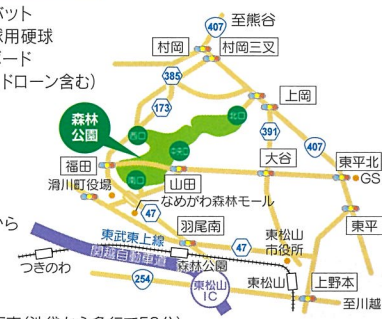 バット
球用硬球
ボード
ドローン含む)
から
407
至熊谷
村岡
村岡三叉
385
173
上岡
森林
公園
北口
西口
中央口
南口
391
407
福田
山田
大谷
東平北
GS
滑川町役場
なめがわ森林モール
47
羽尾南
東平
東武東上線
関越自動車道
47
東松山
市役所
つきのわ
森林公園
254
東松山
IC
東松山
上野本
至川越